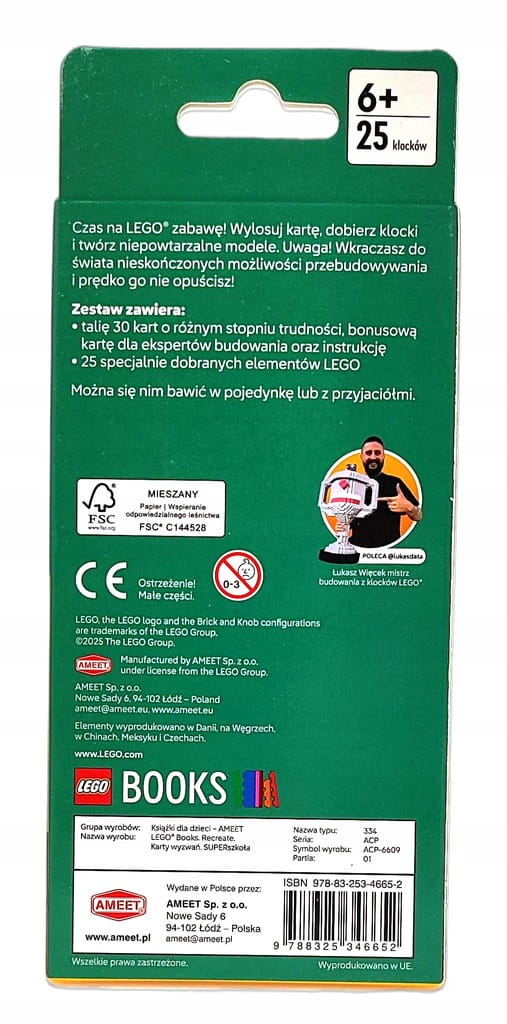 6+
25 klocków
Czas na LEGO® zabawę! Wylosuj kartę, dobierz klocki
i twórz niepowtarzalne modele. Uwaga! Wkraczasz do
świata nieskończonych możliwości przebudowywania
i prędko go nie opuścisz!
Zestaw zawiera:
• talię 30 kart o różnym stopniu trudności, bonusową
kartę dla ekspertów budowania oraz instrukcję
• 25 specjalnie dobranych elementów LEGO
Można się nim bawić w pojedynkę lub z przyjaciółmi.
FSC
www.fsc.org
MIESZANY
Papier | Wspieranie
odpowiedzialnego leśnictwa
FSC® C144528
POLECA @lukasdata
Łukasz Więcek mistrz
budowania z klocków LEGO®
CE
Ostrzeżenie!
Małe części.
0-3
LEGO, the LEGO logo and the Brick and Knob configurations
are trademarks of the LEGO Group.
©2025 The LEGO Group.
AMEET
Manufactured by AMEET Sp. z o.o.
under license from the LEGO Group.
AMEET Sp. z o.o.
Nowe Sady 6, 94-102 Łódź – Poland
ameet@ameet.eu, www.ameet.eu
Elementy wyprodukowano w Danii, na Węgrzech,
w Chinach, Meksyku i Czechach.
www.LEGO.com
LEGO BOOKS
Grupa wyrobów: Książki dla dzieci – AMEET
Nazwa wyrobu: LEGO® Books. Recreate.
Karty wyzwań. SUPERszkoła
Nazwa typu: 334
Seria: ACP
Symbol wyrobu: ACP-6609
Partia: 01
AMEET
www.ameet.pl
Wydane w Polsce przez:
AMEET Sp. z o.o.
Nowe Sady 6
94-102 Łódź – Polska
ameet@ameet.pl
ISBN 978-83-253-4665-2
9 788325 346652
Wszelkie prawa zastrzeżone.
Wyprodukowano w UE.